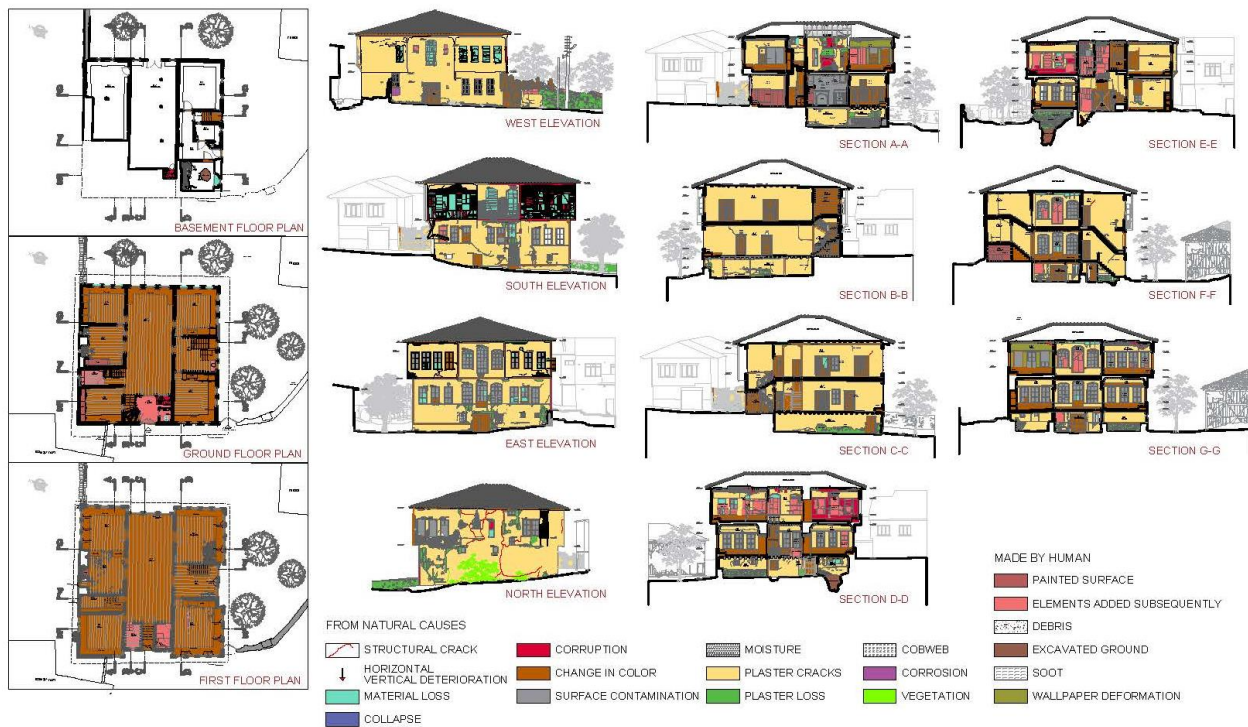 BASEMENT FLOOR PLAN
GROUND FLOOR PLAN
FIRST FLOOR PLAN
WEST ELEVATION
SOUTH ELEVATION
EAST ELEVATION
NORTH ELEVATION
SECTION A-A
SECTION B-B
SECTION C-C
SECTION D-D
SECTION E-E
SECTION F-F
SECTION G-G
FROM NATURAL CAUSES
STRUCTURAL CRACK
HORIZONTAL
VERTICAL DETERIORATION
MATERIAL LOSS
COLLAPSE
CORRUPTION
CHANGE IN COLOR
SURFACE CONTAMINATION
MOISTURE
PLASTER CRACKS
PLASTER LOSS
COBWEB
CORROSION
VEGETATION
MADE BY HUMAN
PAINTED SURFACE
ELEMENTS ADDED SUBSEQUENTLY
DEBRIS
EXCAVATED GROUND
SOOT
WALLPAPER DEFORMATION